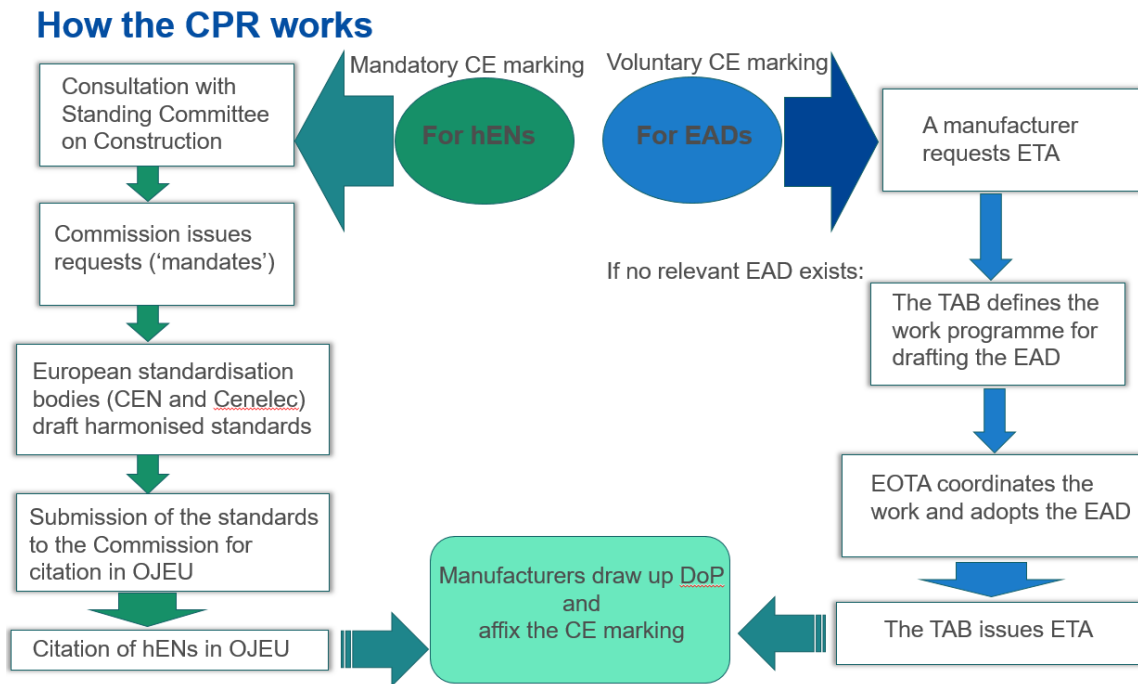 How the CPR works
Mandatory CE marking
For hENs
Consultation with
Standing Committee
on Construction
Commission issues
requests (‘mandates’)
European standardisation
bodies (CEN and Cenelec)
draft harmonised standards
Submission of the standards
to the Commission for
citation in OJEU
Citation of hENs in OJEU
Voluntary CE marking
For EADs
A manufacturer
requests ETA
If no relevant EAD exists:
The TAB defines the
work programme for
drafting the EAD
EOTA coordinates the
work and adopts the EAD
The TAB issues ETA
Manufacturers draw up DoP
and
affix the CE marking